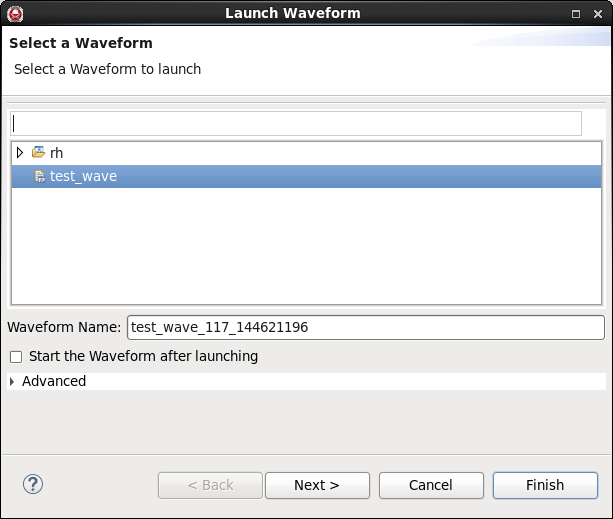 Launch Waveform
Select a Waveform
Select a Waveform to launch
rh
test_wave
Waveform Name: test_wave_117_144621196
Start the Waveform after launching
Advanced
? < Back Next > Cancel Finish